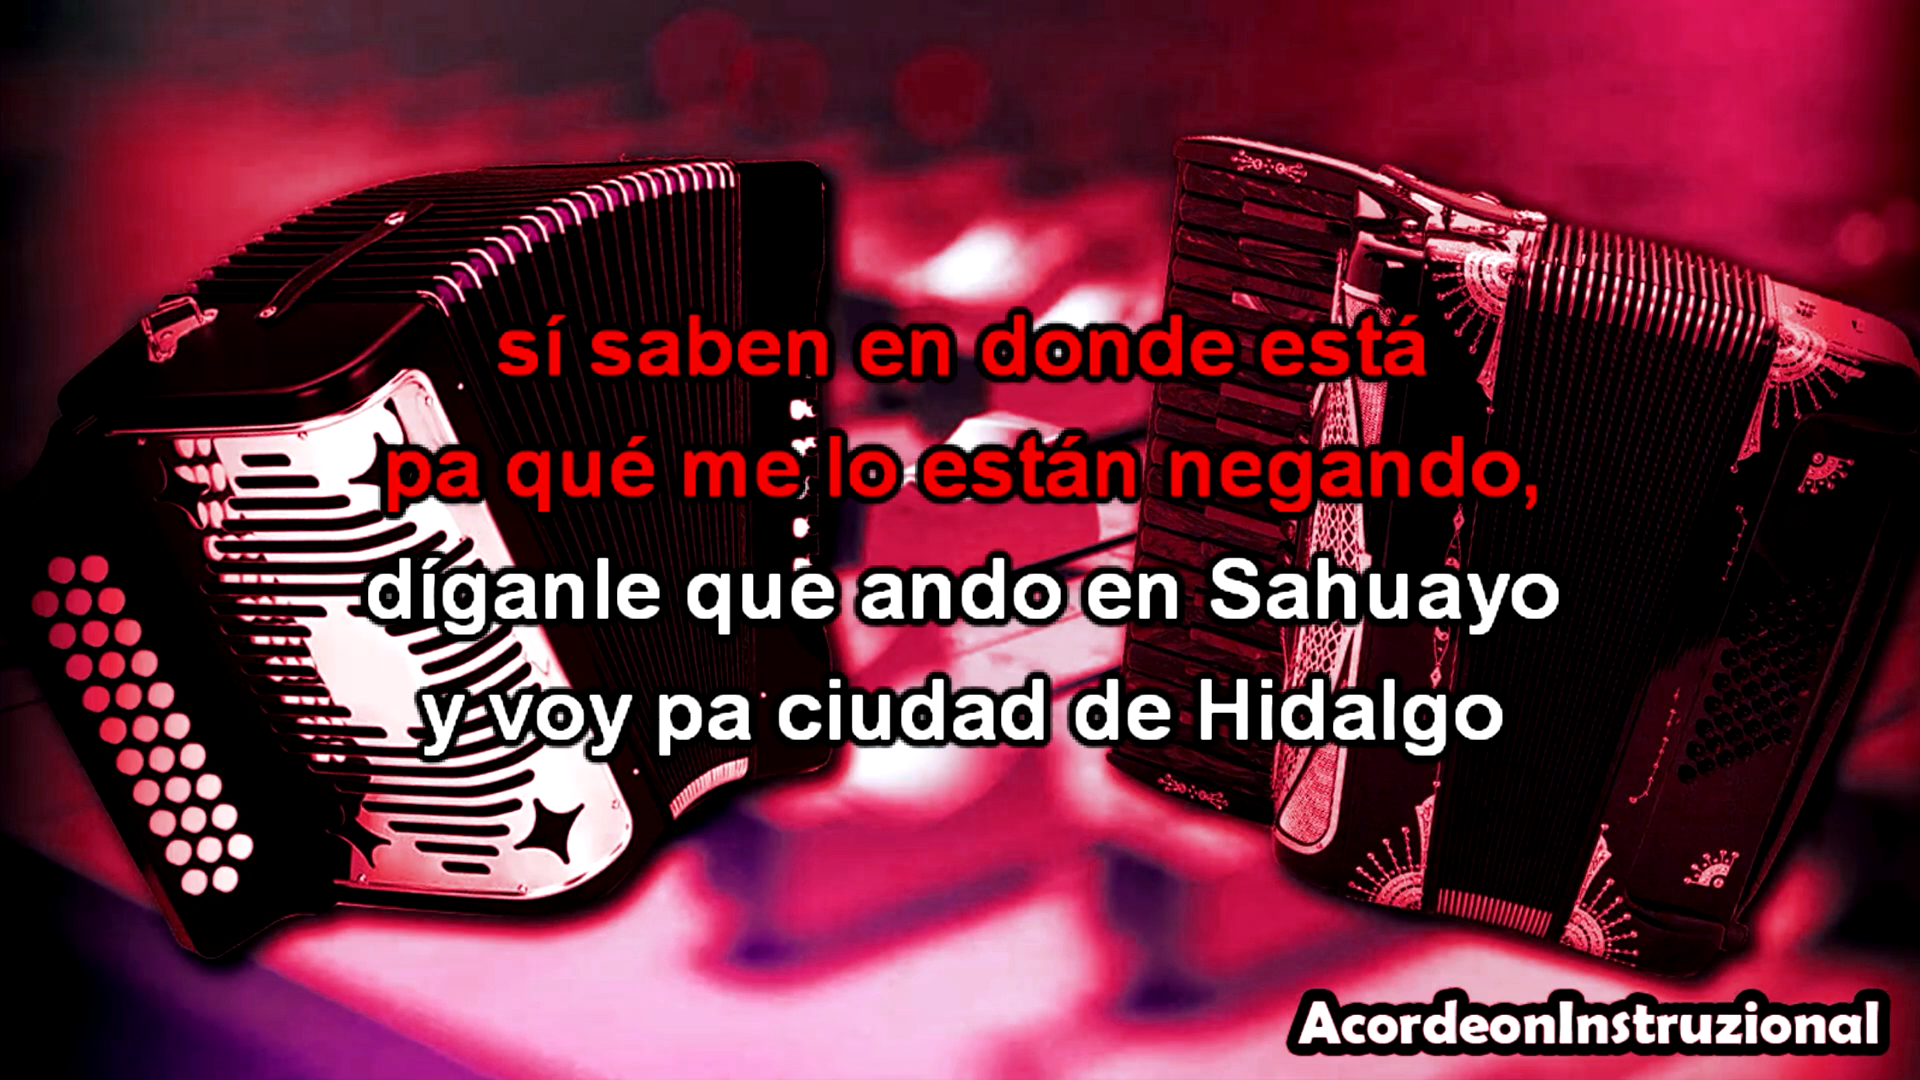 sí saben en donde está
pa qué me lo están negando,
díganle que ando en Sahuayo
y voy pa ciudad de Hidalgo
AcordeonInstruzional